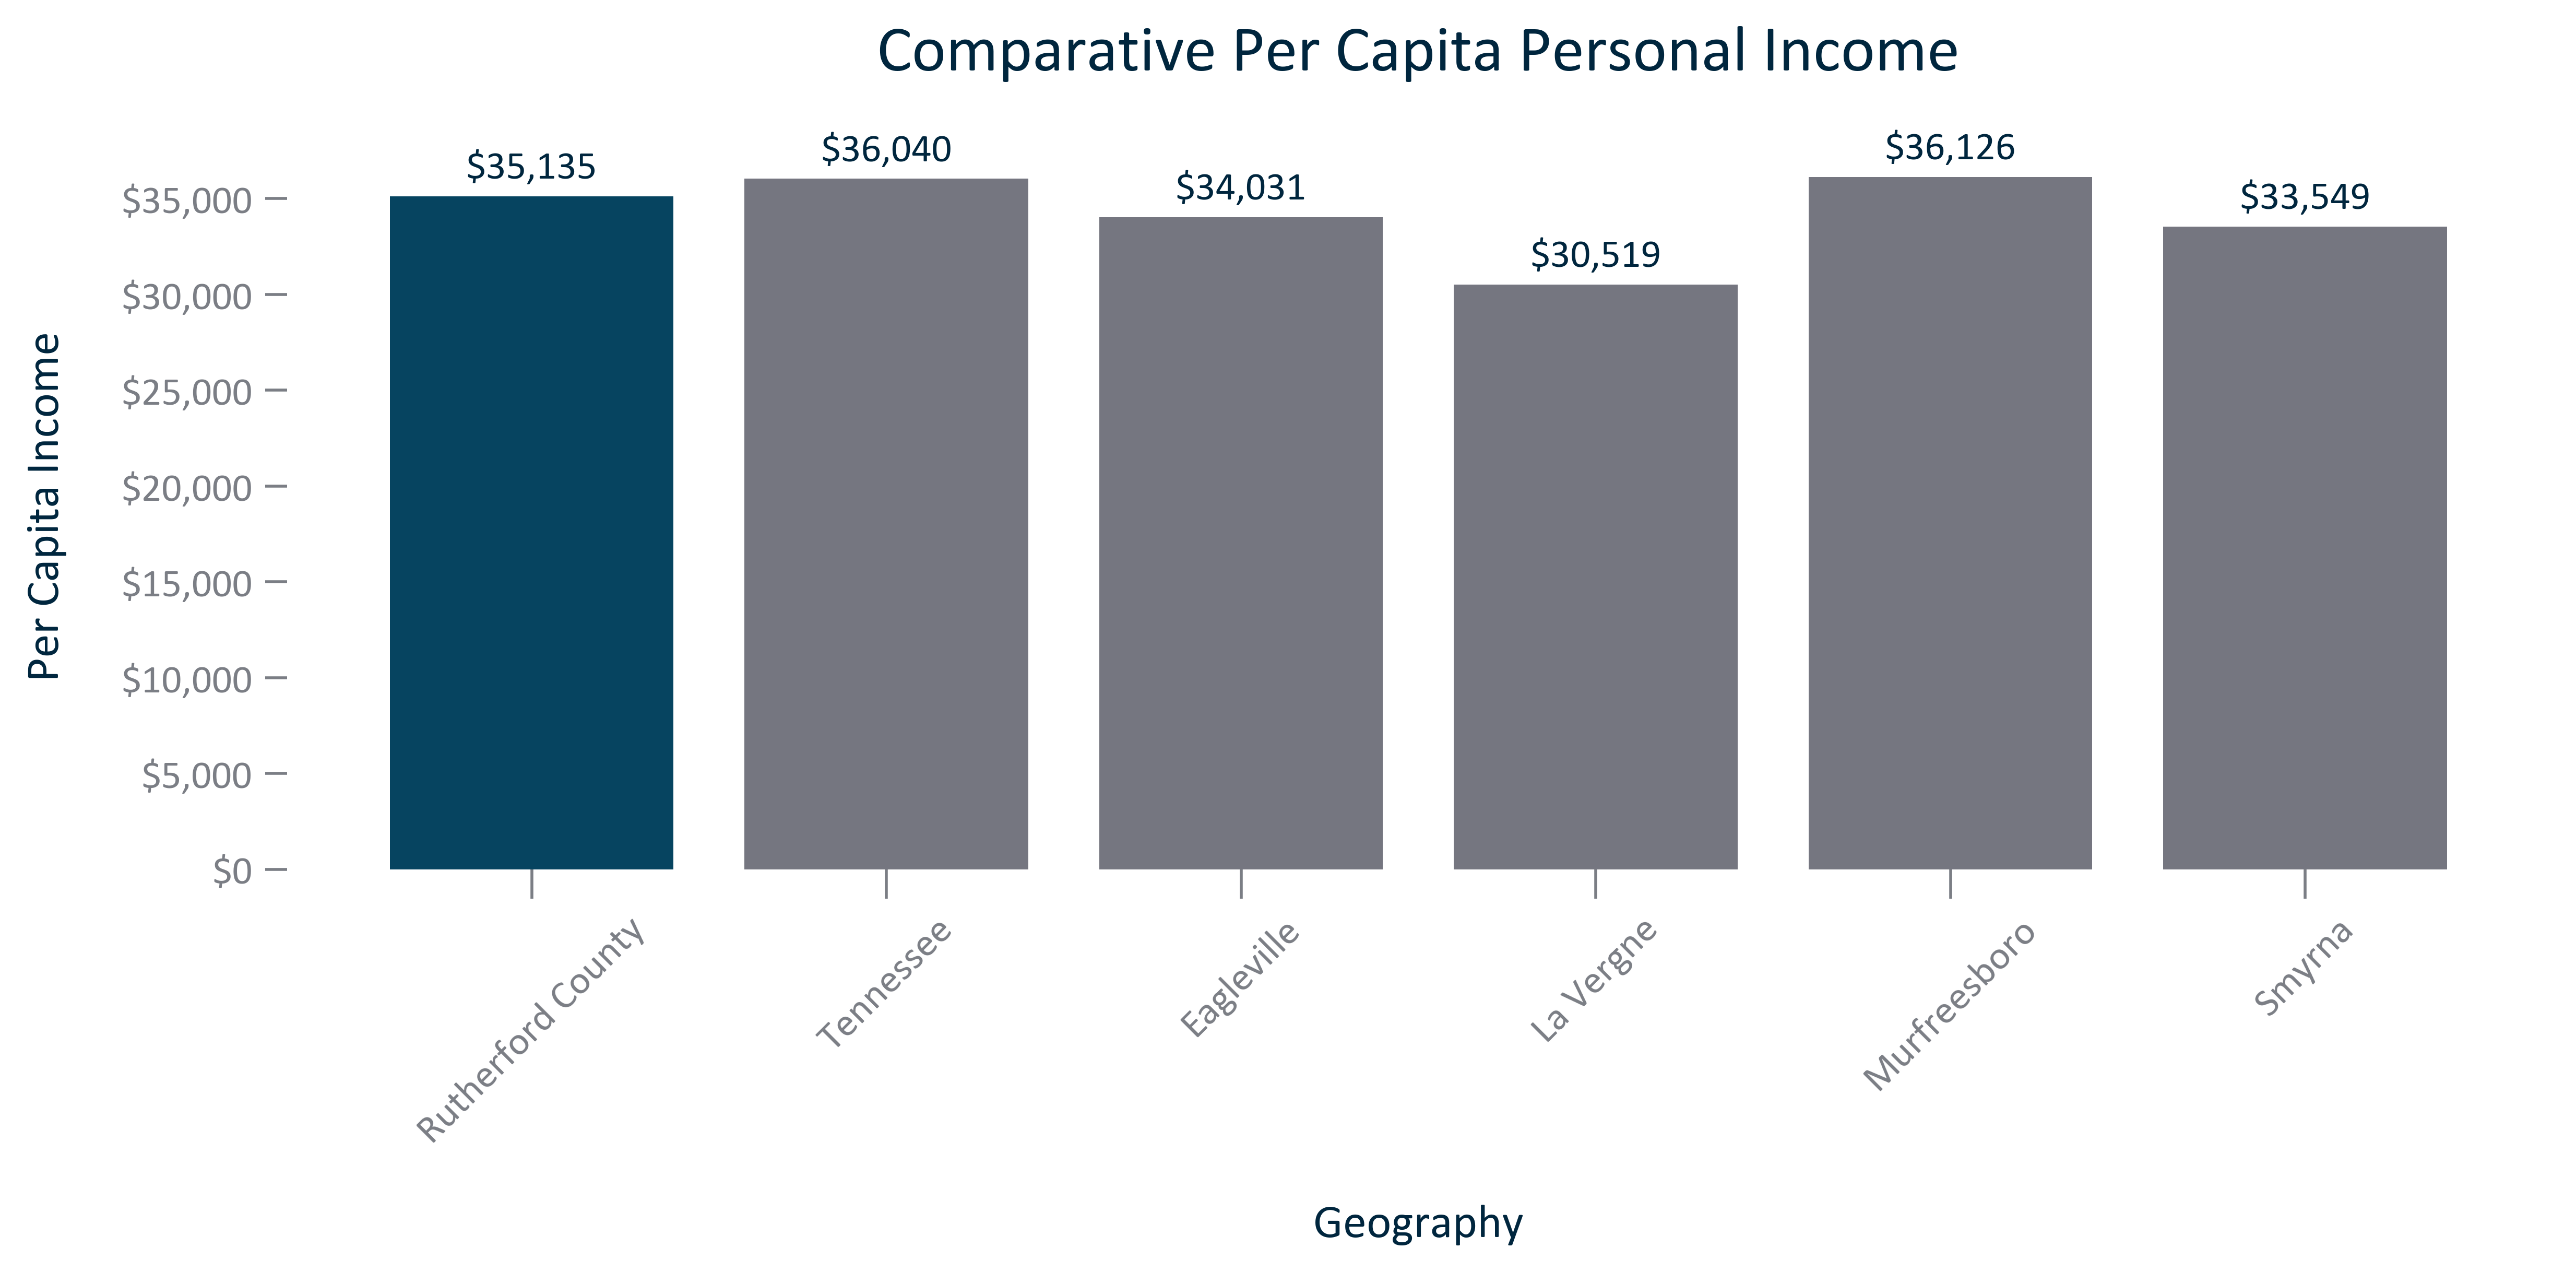 Comparative Per Capita Personal Income
$35,135
$36,040
$34,031
$30,519
$36,126
$33,549
Per Capita Income
$35,000
$30,000
$25,000
$20,000
$15,000
$10,000
$5,000
$0
Rutherford County
Tennessee
Eagleville
La Vergne
Murfreesboro
Smyrna
Geography